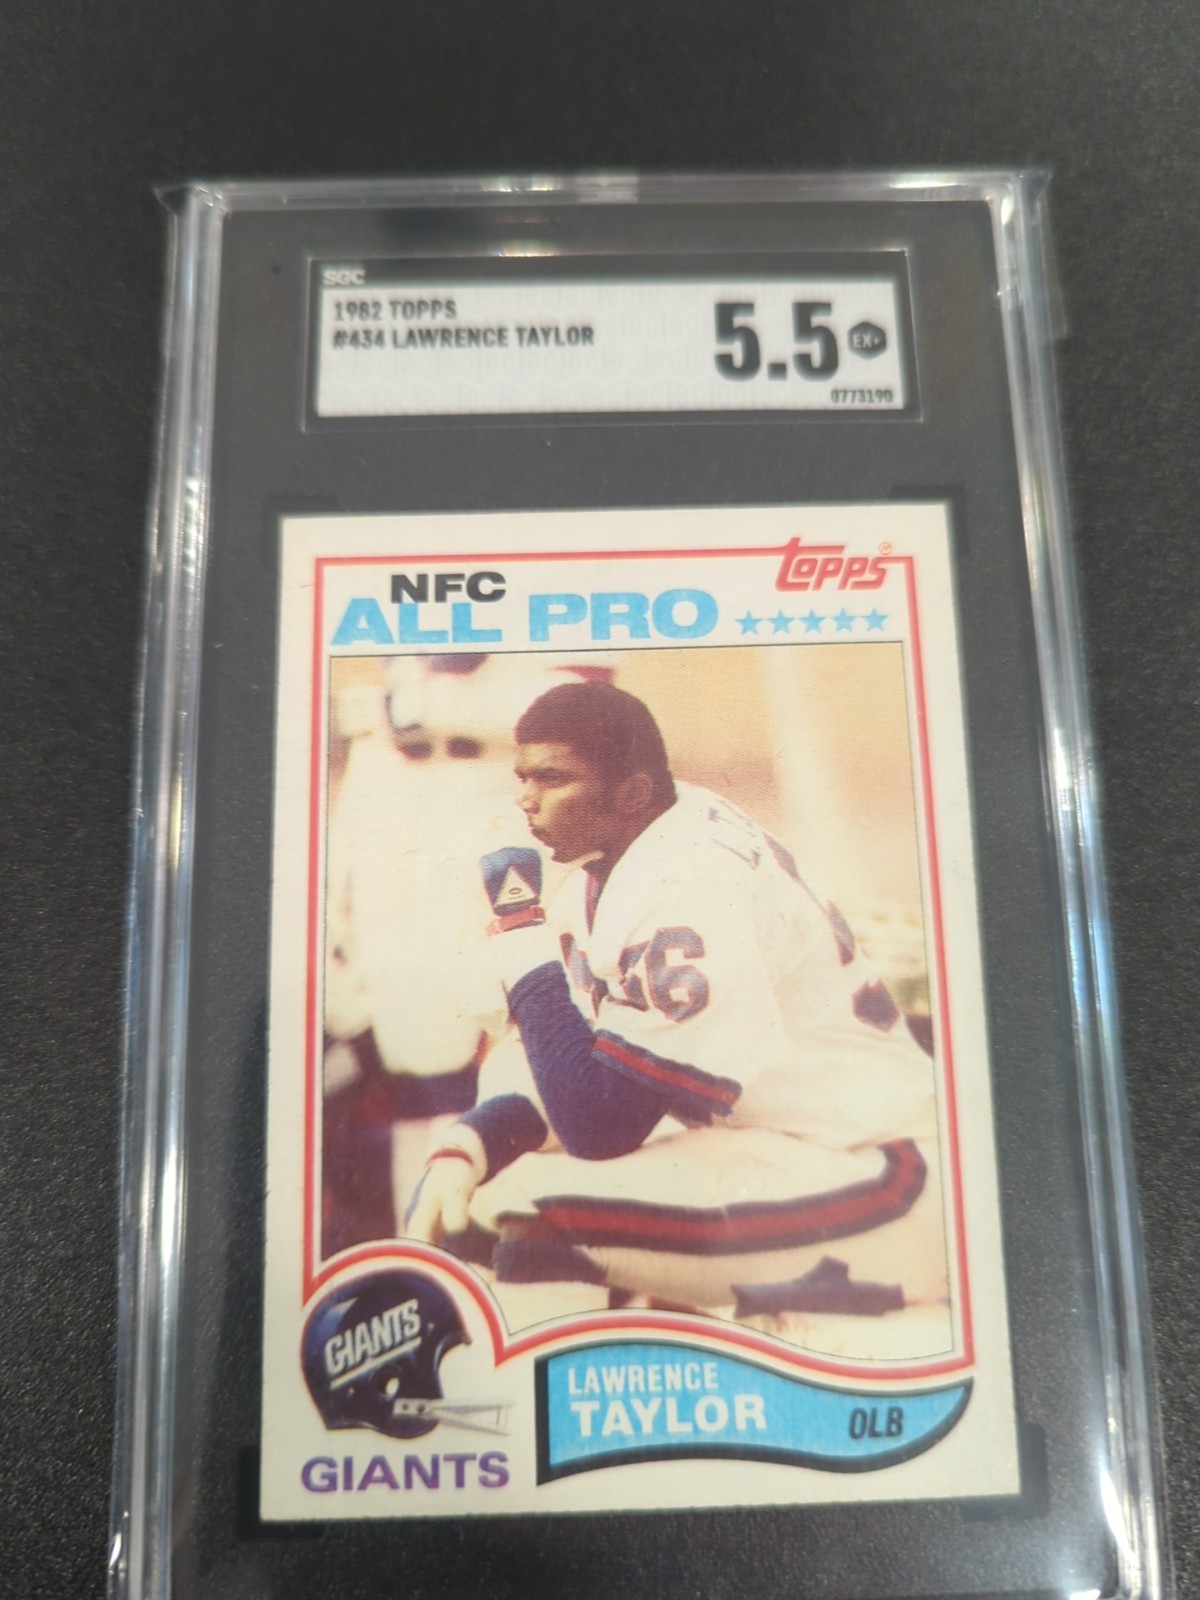 SGC
1982 TOPPS
#434 LAWRENCE TAYLOR
5.5 EX+
0773190
topps
NFC
ALL PRO
56
GIANTS
LAWRENCE
TAYLOR
OLB
GIANTS